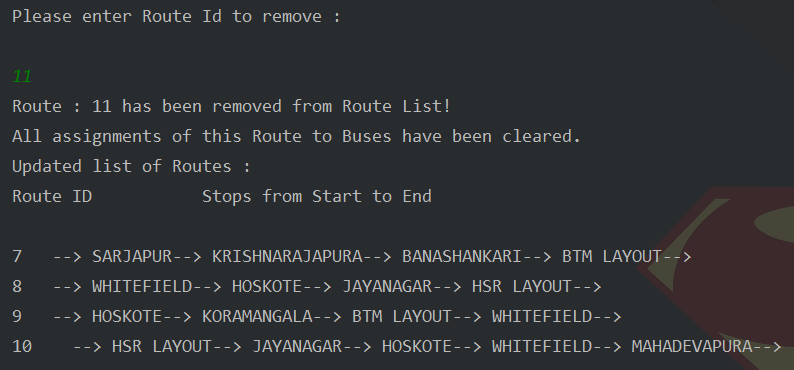 Please enter Route Id to remove :
11
Route : 11 has been removed from Route List!
All assignments of this Route to Buses have been cleared.
Updated list of Routes :
Route ID           Stops from Start to End
7   --> SARJAPUR--> KRISHNARAJAPURA--> BANASHANKARI--> BTM LAYOUT-->
8   --> WHITEFIELD--> HOSKOTE--> JAYANAGAR--> HSR LAYOUT-->
9   --> HOSKOTE--> KORAMANGALA--> BTM LAYOUT--> WHITEFIELD-->
10    --> HSR LAYOUT--> JAYANAGAR--> HOSKOTE--> WHITEFIELD--> MAHADEVAPURA-->